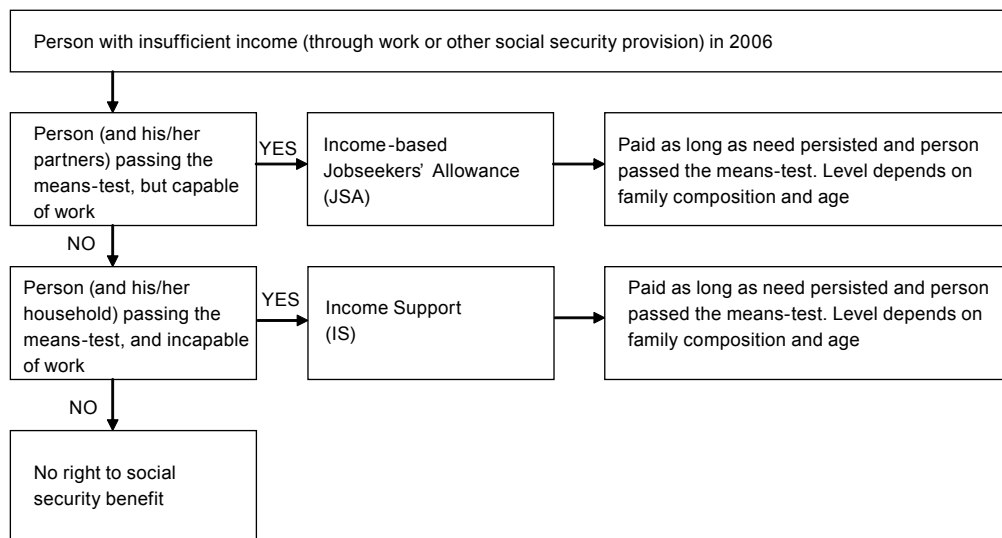 Person with insufficient income (through work or other social security provision) in 2006
Person (and his/her
partners) passing the
means-test, but capable
of work
YES
Income-based
Jobseekers' Allowance
(JSA)
Paid as long as need persisted and person
passed the means-test. Level depends on
family composition and age
NO
Person (and his/her
household) passing the
means-test, and incapable
of work
YES
Income Support
(IS)
Paid as long as need persisted and person
passed the means-test. Level depends on
family composition and age
NO
No right to social
security benefit